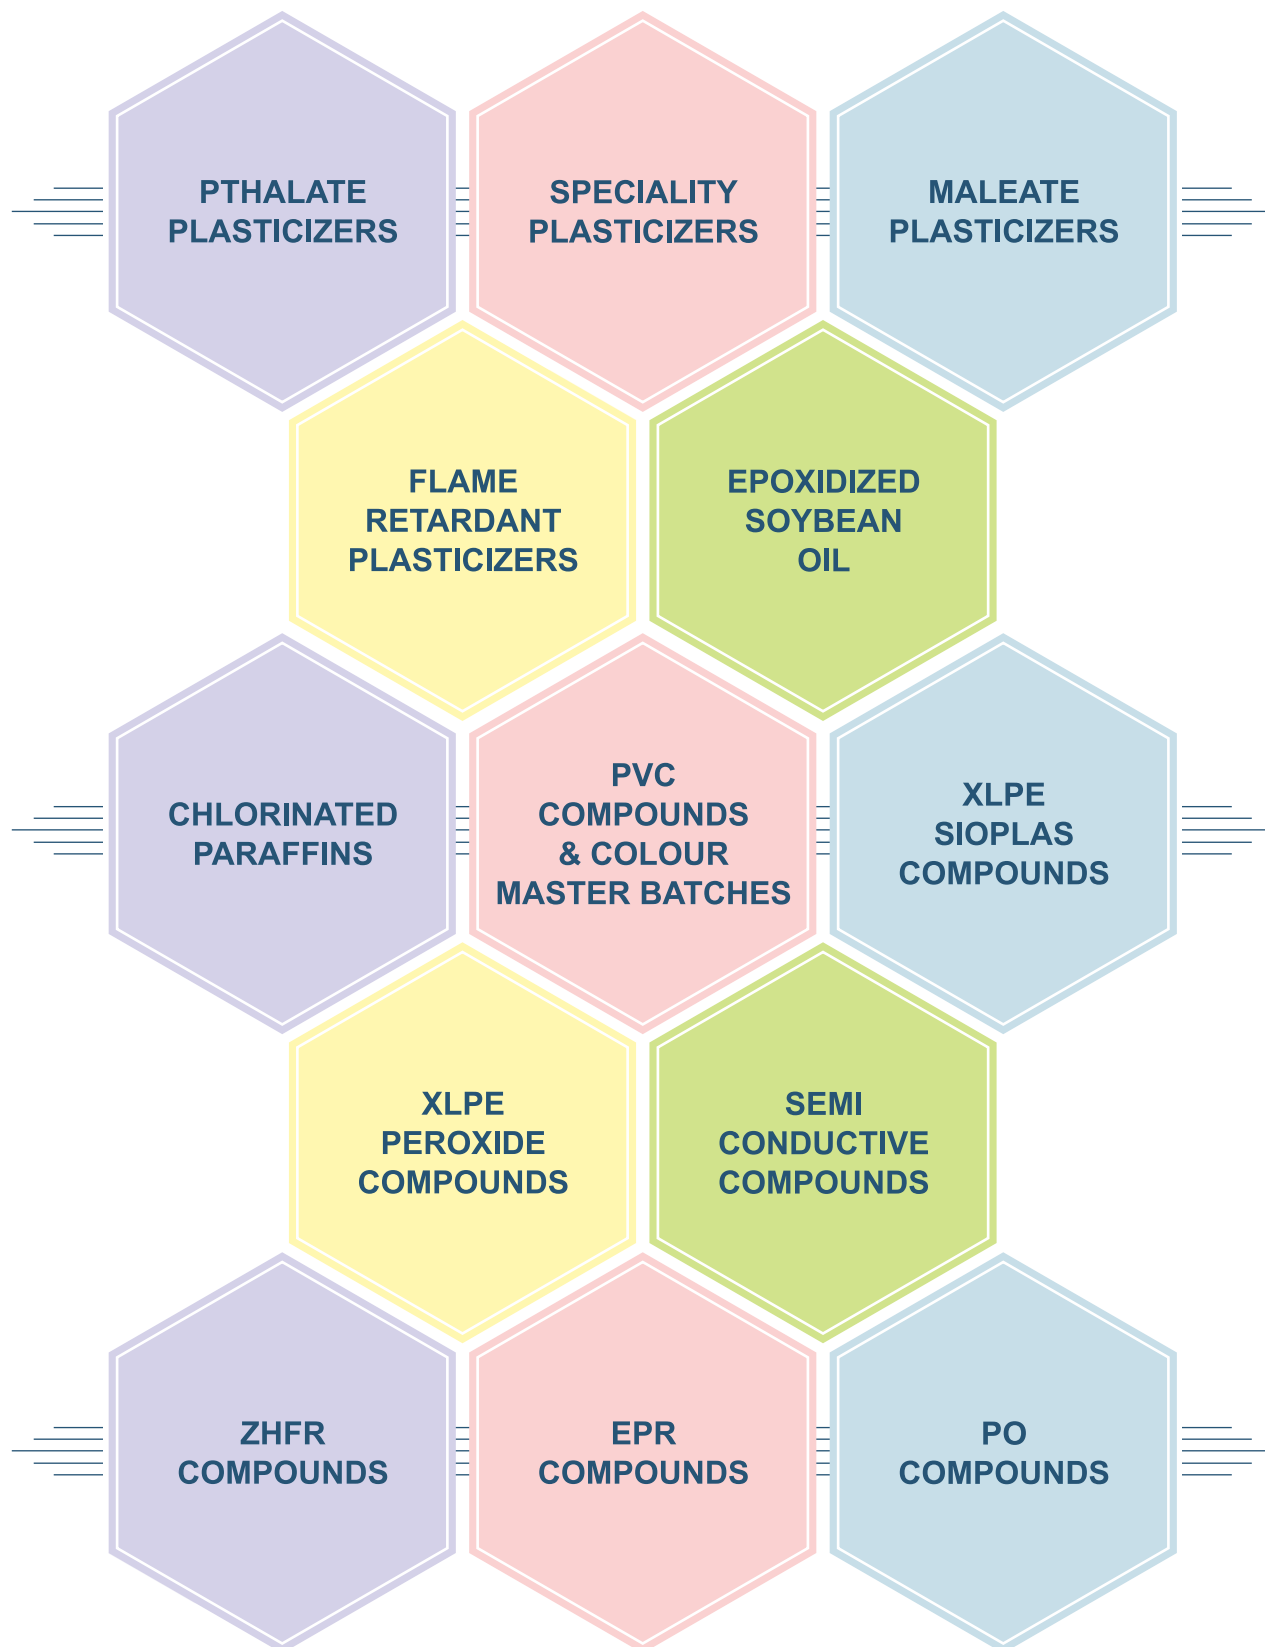 PTHALATE
PLASTICIZERS
SPECIALITY
PLASTICIZERS
MALEATE
PLASTICIZERS
FLAME
RETARDANT
PLASTICIZERS
EPOXIDIZED
SOYBEAN
OIL
CHLORINATED
PARAFFINS
PVC
COMPOUNDS
& COLOUR
MASTER BATCHES
XLPE
SIOPLAS
COMPOUNDS
XLPE
PEROXIDE
COMPOUNDS
SEMI
CONDUCTIVE
COMPOUNDS
ZHFR
COMPOUNDS
EPR
COMPOUNDS
PO
COMPOUNDS